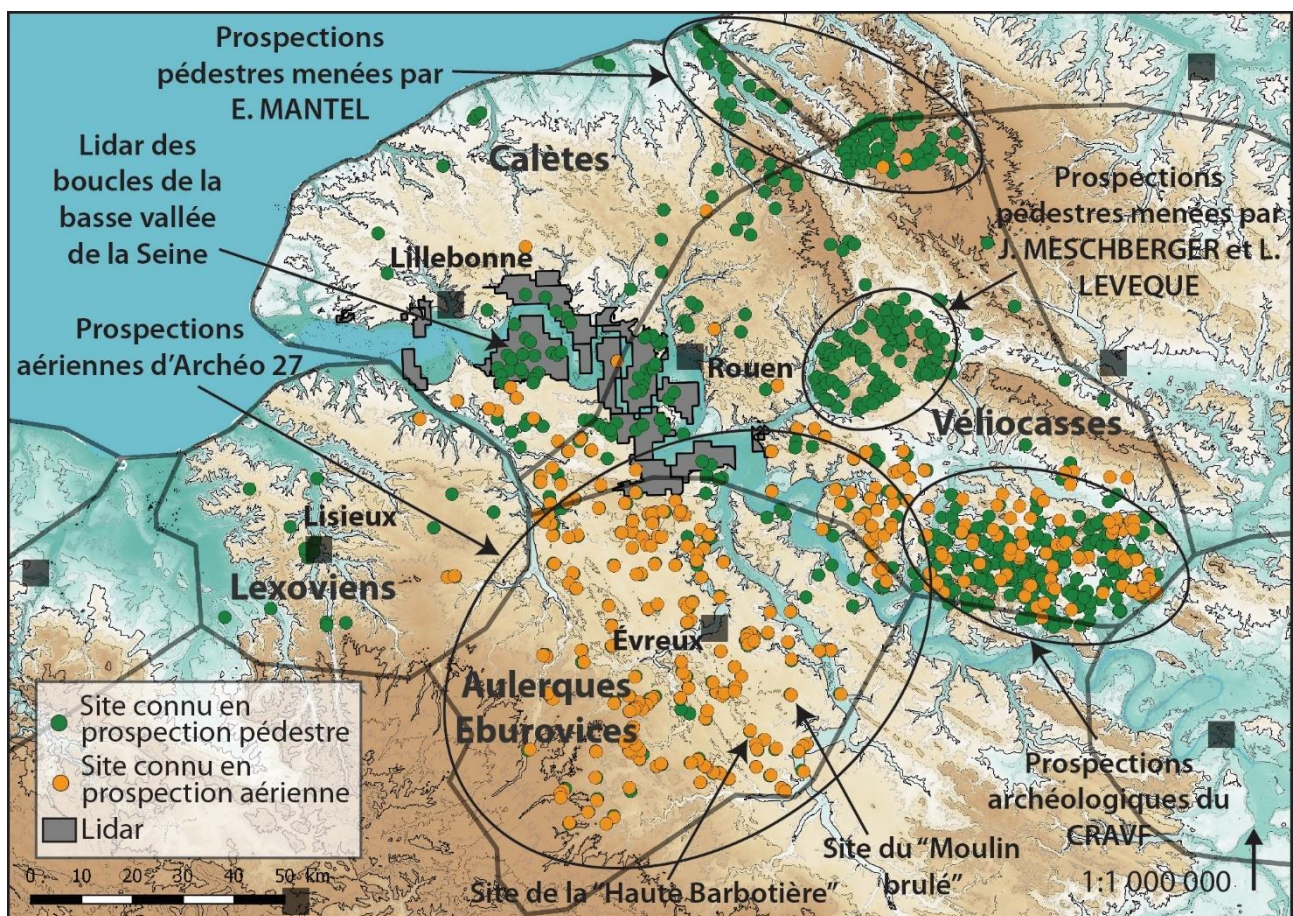 Prospections
pédestres menées par
E. MANTEL
Lidar des
boucles de la
basse vallée
de la Seine
Calètes
Prospections
pédestres menées par
J. MESCHBERGER et L.
LEVEQUE
Lillebonne
Prospections
aériennes d'Archéo 27
Rouen
Véliocasses
Lisieux
Lexoviens
Évreux
Aulerques
Eburovices
Site connu en
prospection pédestre
Site connu en
prospection aérienne
Lidar
0 10 20 30 40 50 km
Prospections
archéologiques du
CRAVF
Site du "Moulin
brulé"
Site de la "Haute Barbotière"
1:1 000 000